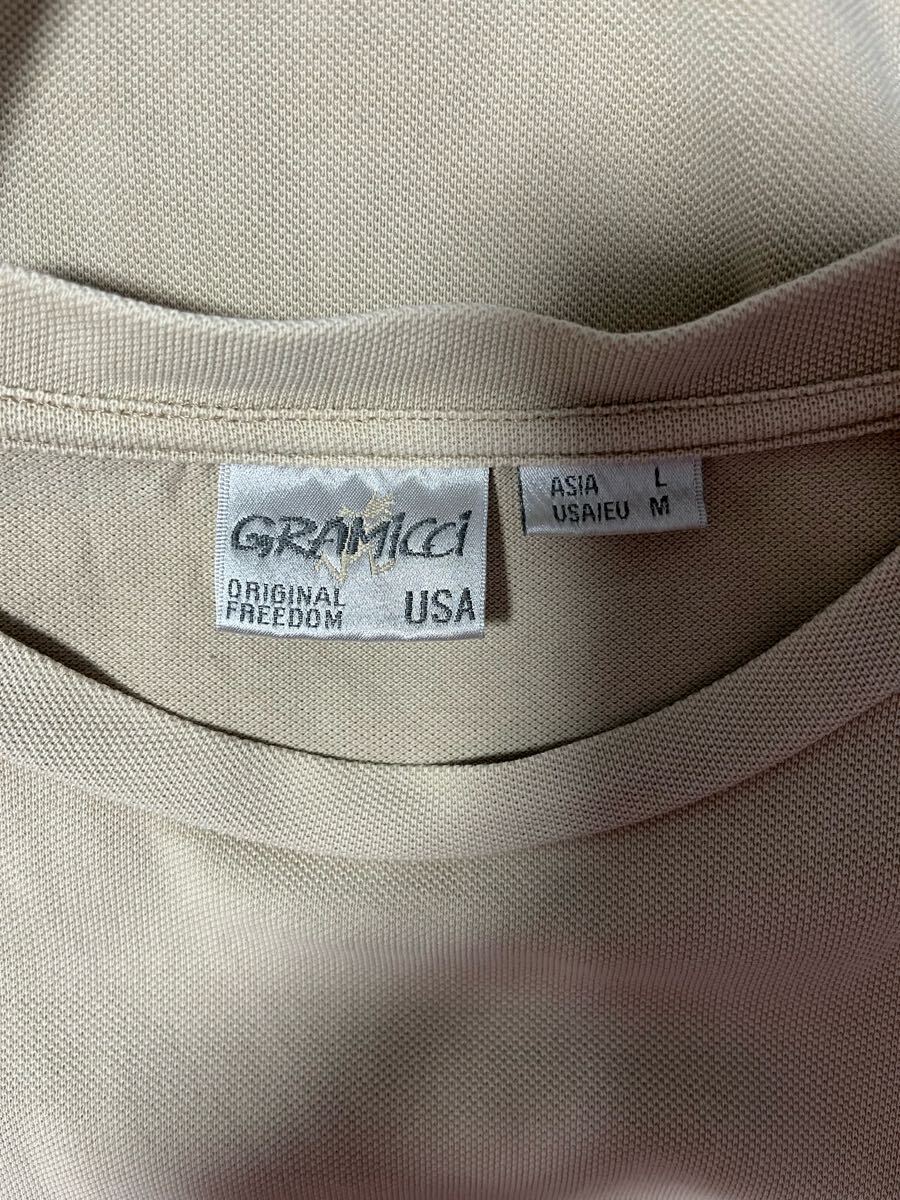 GRAMICCI
ORIGINAL
FREEDOM
USA
ASIA L
USA/EU M